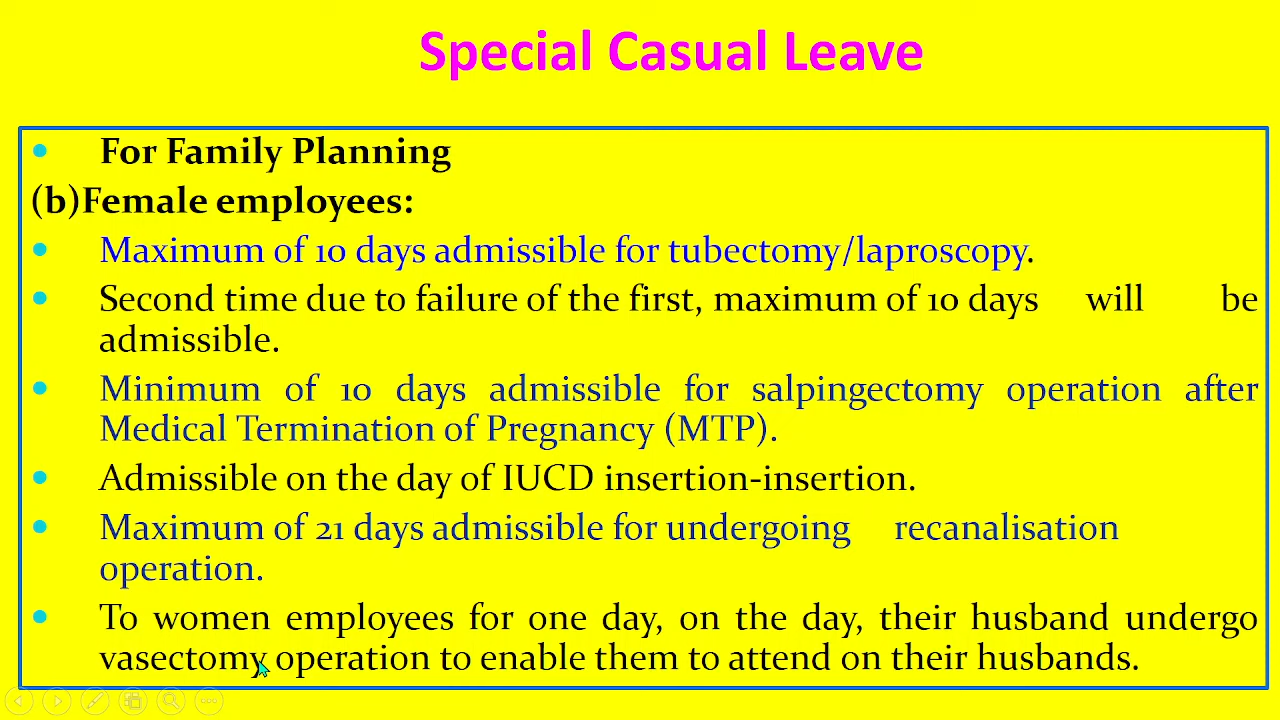 Special Casual Leave
• For Family Planning
(b)Female employees:
• Maximum of 10 days admissible for tubectomy/laproscopy.
• Second time due to failure of the first, maximum of 10 days will be
admissible.
• Minimum of 10 days admissible for salpingectomy operation after
Medical Termination of Pregnancy (MTP).
• Admissible on the day of IUCD insertion-insertion.
• Maximum of 21 days admissible for undergoing recanalisation
operation.
• To women employees for one day, on the day, their husband undergo
vasectomy operation to enable them to attend on their husbands.